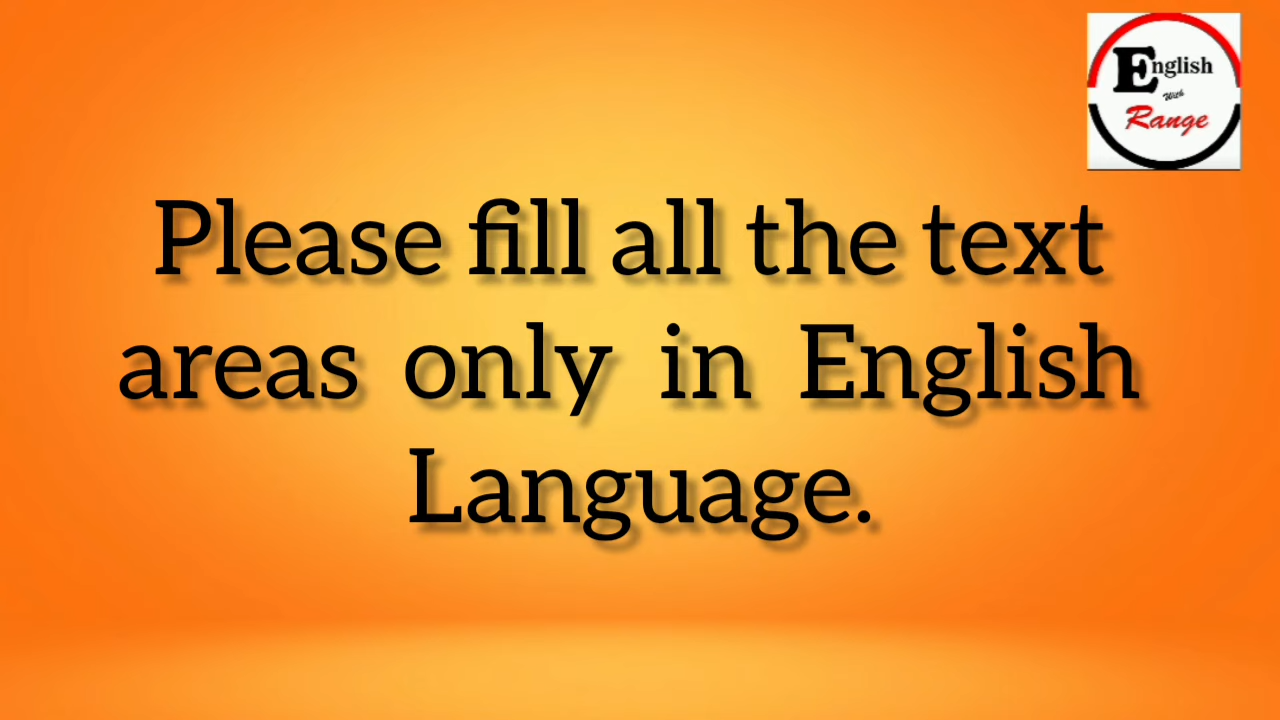 English
With
Range
Please fill all the text
areas only in English
Language.